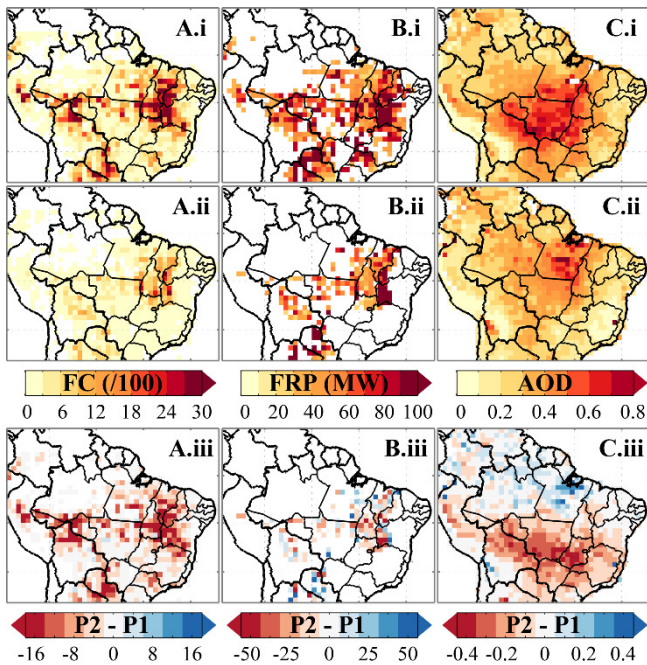 A.i B.i C.i
A.ii B.ii C.ii
FC (/100) FRP (MW) AOD
0 6 12 18 24 30 0 20 40 60 80 100 0 0.2 0.4 0.6 0.8
A.iii B.iii C.iii
P2 - P1 P2 - P1 P2 - P1
-16 -8 0 8 16 -50 -25 0 25 50 -0.4 -0.2 0 0.2 0.4